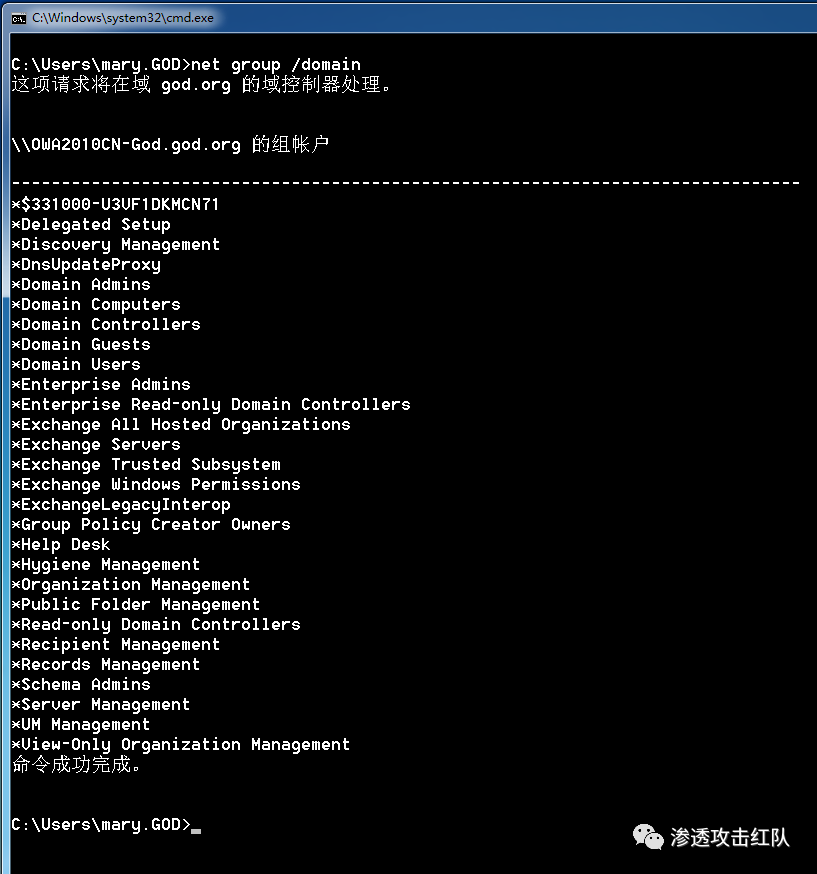 C:\Windows\system32\cmd.exe
C:\Users\mary.GOD>net group /domain
这项请求将在域 god.org 的域控制器处理。
\\OWA2010CN-God.god.org 的组帐户
-------------------------------------------------------------------------------
*$331000-U3VF1DKMCN71
*Delegated Setup
*Discovery Management
*DnsUpdateProxy
*Domain Admins
*Domain Computers
*Domain Controllers
*Domain Guests
*Domain Users
*Enterprise Admins
*Enterprise Read-only Domain Controllers
*Exchange All Hosted Organizations
*Exchange Servers
*Exchange Trusted Subsystem
*Exchange Windows Permissions
*ExchangeLegacyInterop
*Group Policy Creator Owners
*Help Desk
*Hygiene Management
*Organization Management
*Public Folder Management
*Read-only Domain Controllers
*Recipient Management
*Records Management
*Schema Admins
*Server Management
*UM Management
*View-Only Organization Management
命令成功完成。
C:\Users\mary.GOD>_
渗透攻击红队